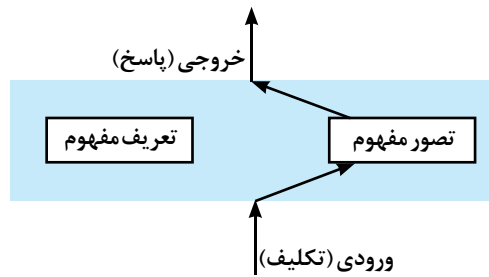 خروجی (پاسخ)
تصور مفهوم
تعریف مفهوم
ورودی (تکلیف)